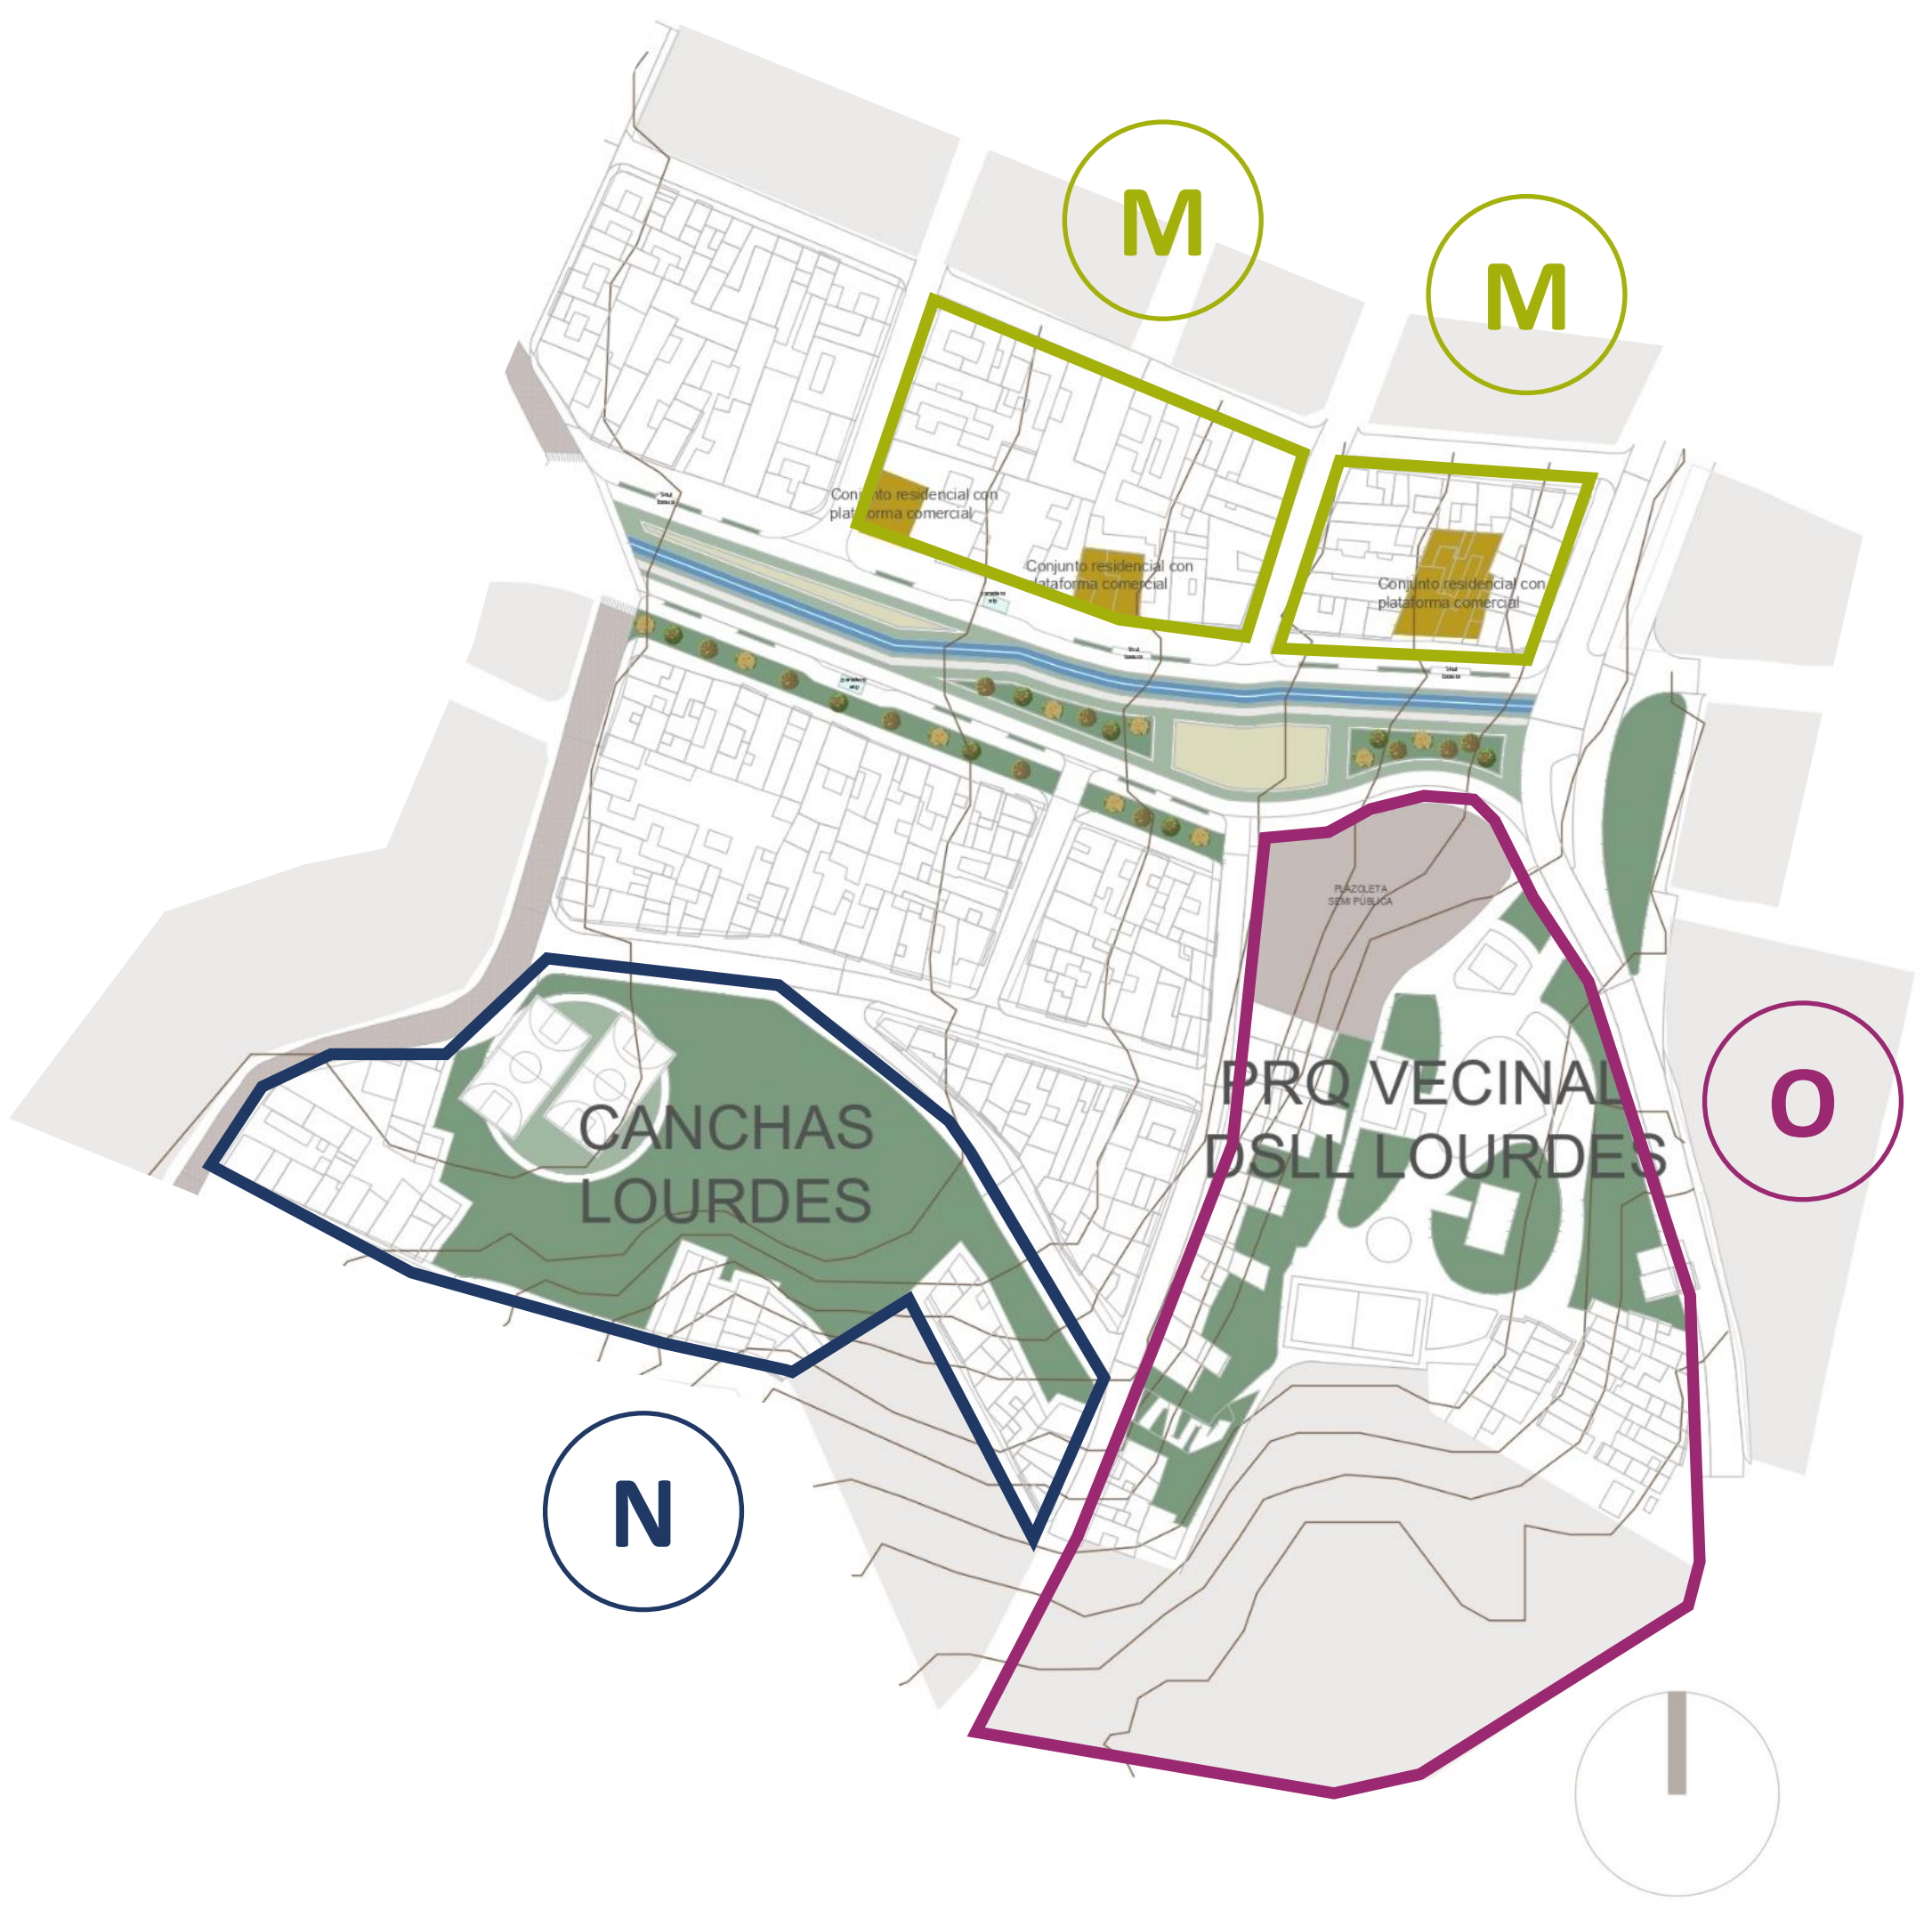 M
M
Conjunto residencial con
plataforma comercial
Conjunto residencial con
plataforma comercial
Conjunto residencial con
plataforma comercial
PLAZOLETA
SEMI PÚBLICA
CANCHAS
LOURDES
PRQ VECINAL
DSLL LOURDES
O
N